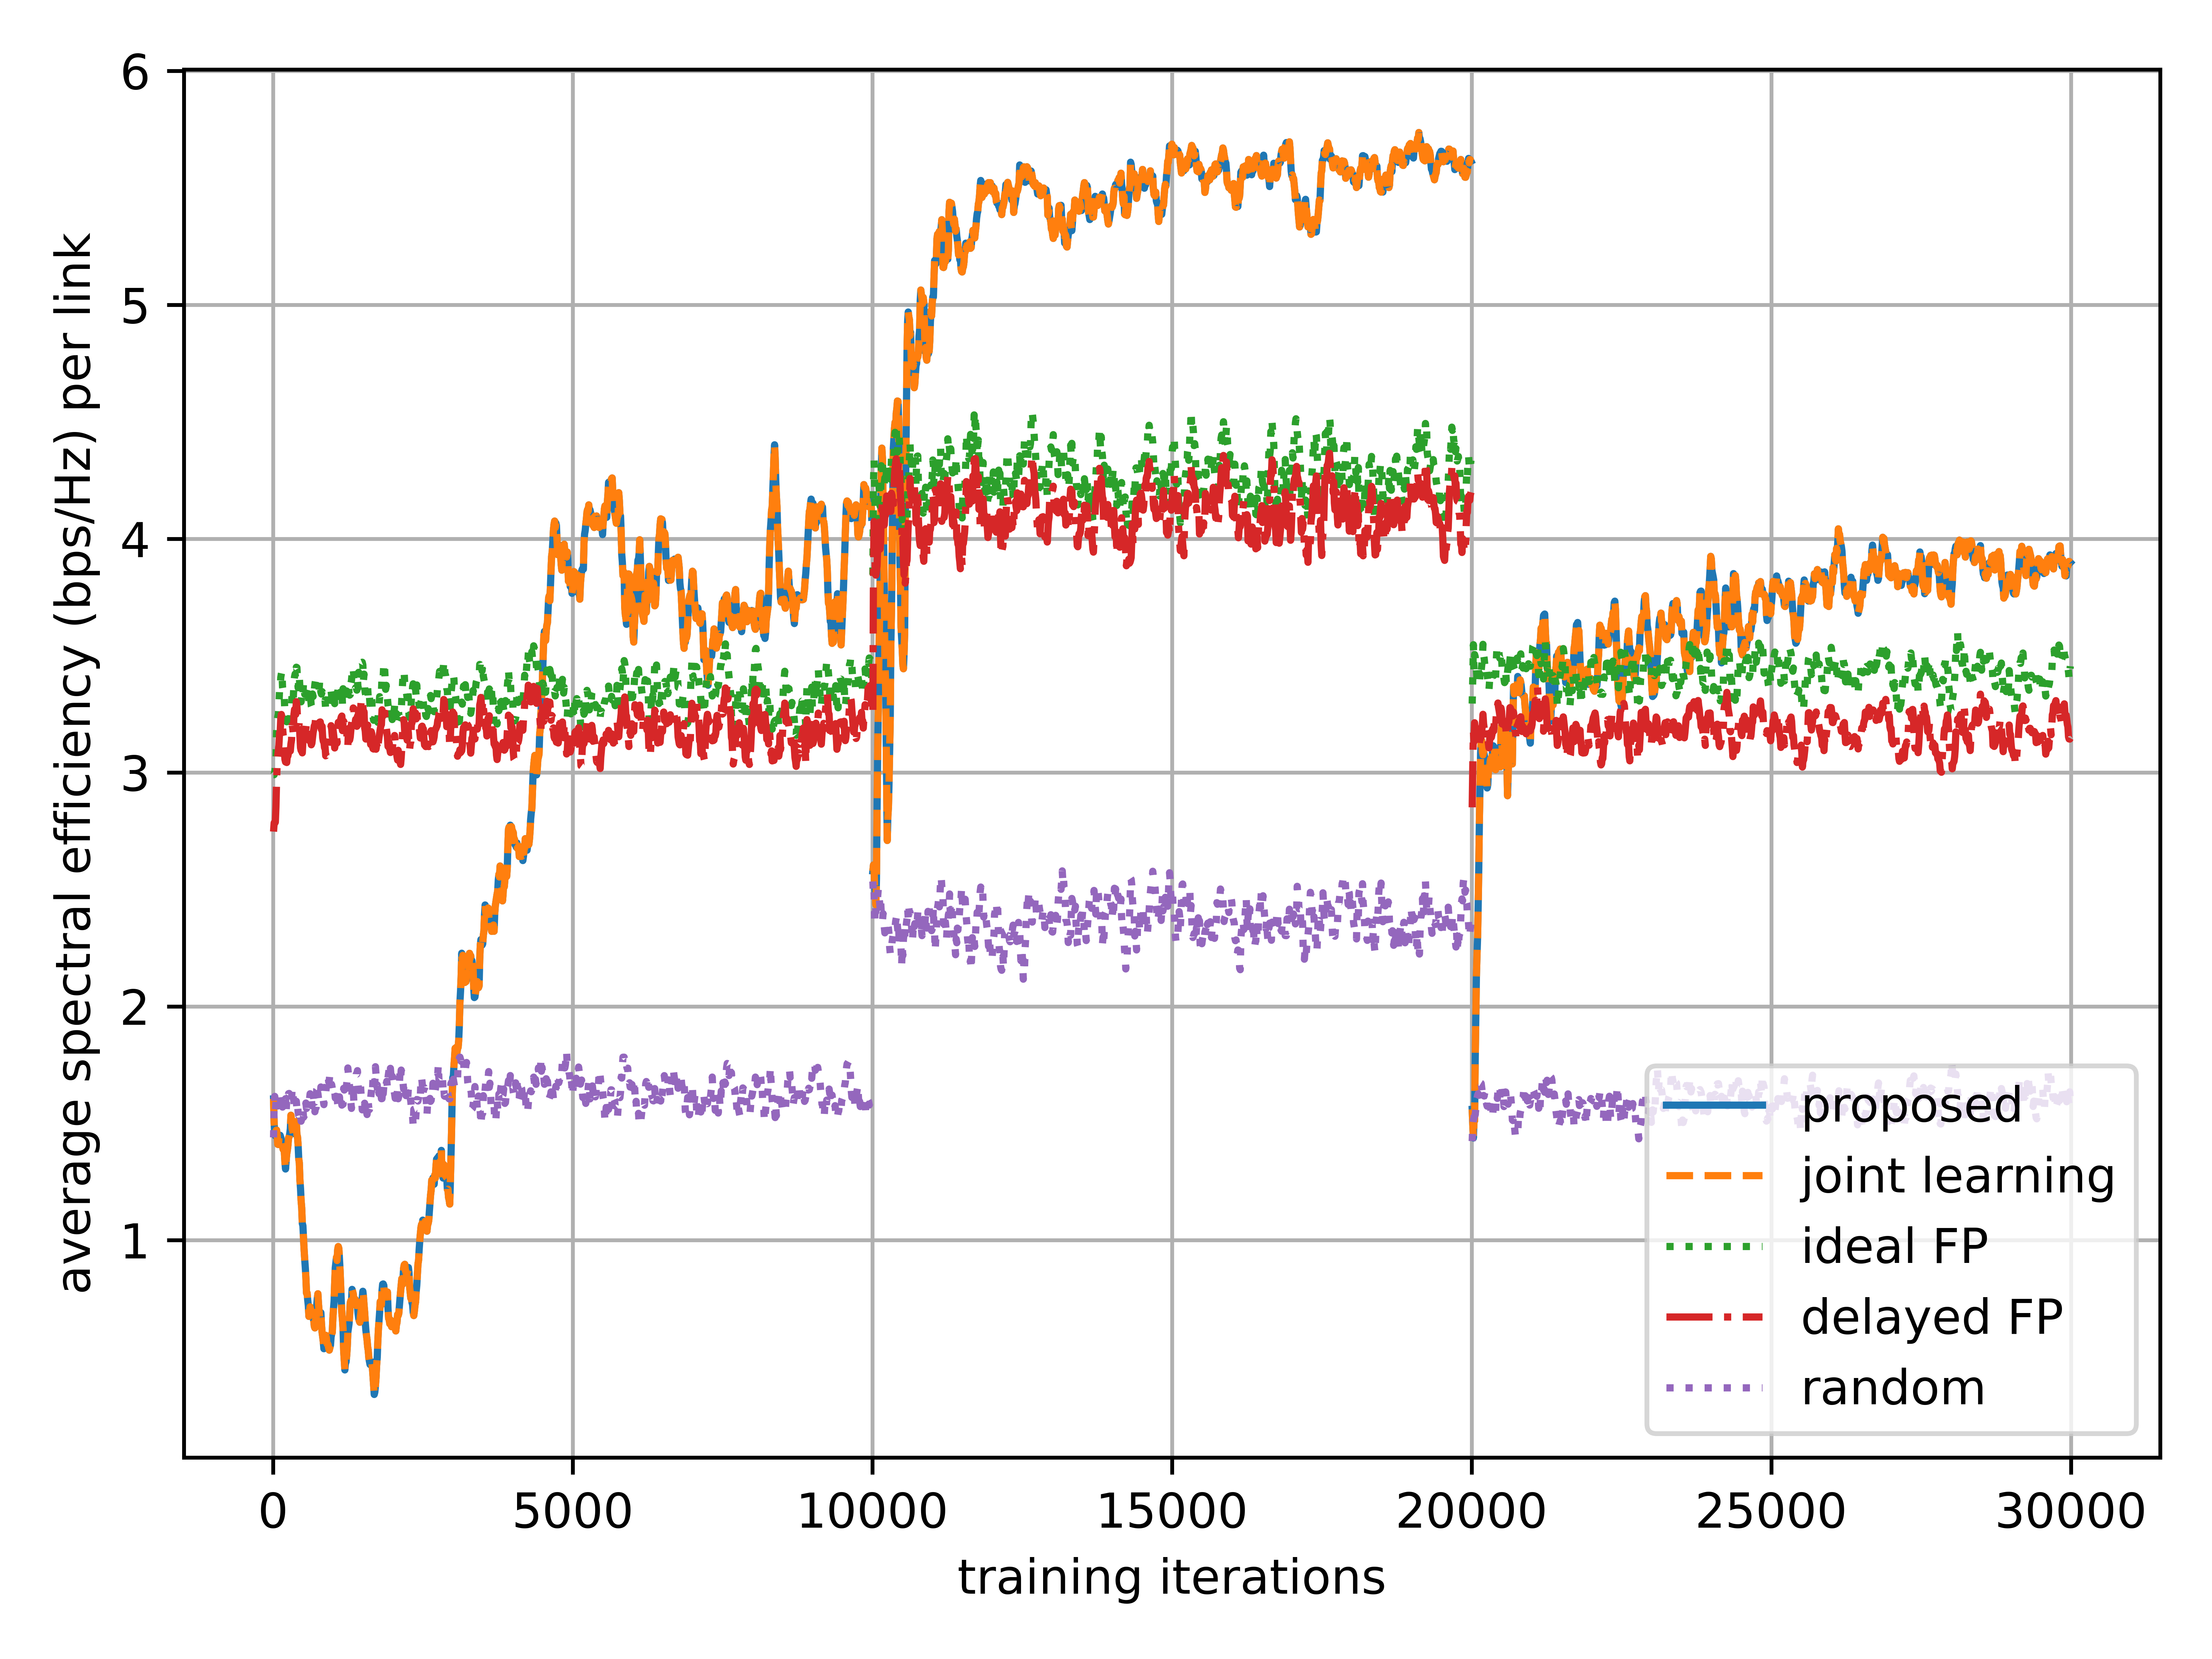 average spectral efficiency (bps/Hz) per link
6
5
4
3
2
1
proposed
joint learning
ideal FP
delayed FP
random
0 5000 10000 15000 20000 25000 30000
training iterations